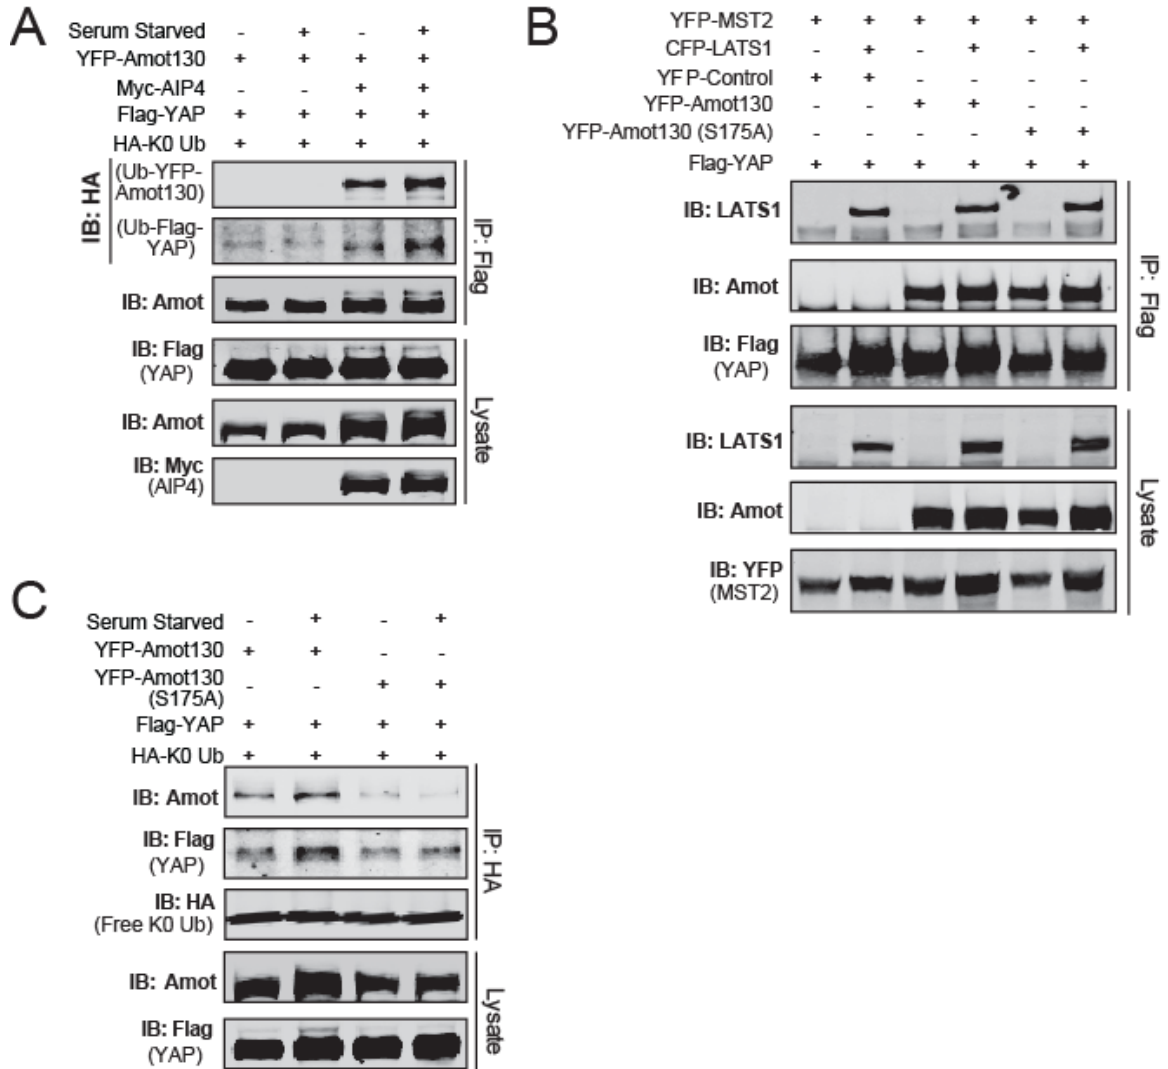 A
Serum Starved - + - +
YFP-Amot130 + + + +
Myc-AIP4 - - + +
Flag-YAP + + + +
HA-K0 Ub + + + +
IB: HA
(Ub-YFP-
Amot130)
(Ub-Flag-
YAP)
IB: Amot
IP: Flag
IB: Flag
(YAP)
IB: Amot
IB: Myc
(AIP4)
Lysate
B
YFP-MST2 + + + + + +
CFP-LATS1 - + - + - +
YFP-Control + + - - - -
YFP-Amot130 - - + + - -
YFP-Amot130 (S175A) - - - - + +
Flag-YAP + + + + + +
IB: LATS1
IB: Amot
IB: Flag
(YAP)
IP: Flag
IB: LATS1
IB: Amot
IB: YFP
(MST2)
Lysate
C
Serum Starved - + - +
YFP-Amot130 + + - -
YFP-Amot130
(S175A) - - + +
Flag-YAP + + + +
HA-K0 Ub + + + +
IB: Amot
IB: Flag
(YAP)
IB: HA
(Free K0 Ub)
IP: HA
IB: Amot
IB: Flag
(YAP)
Lysate